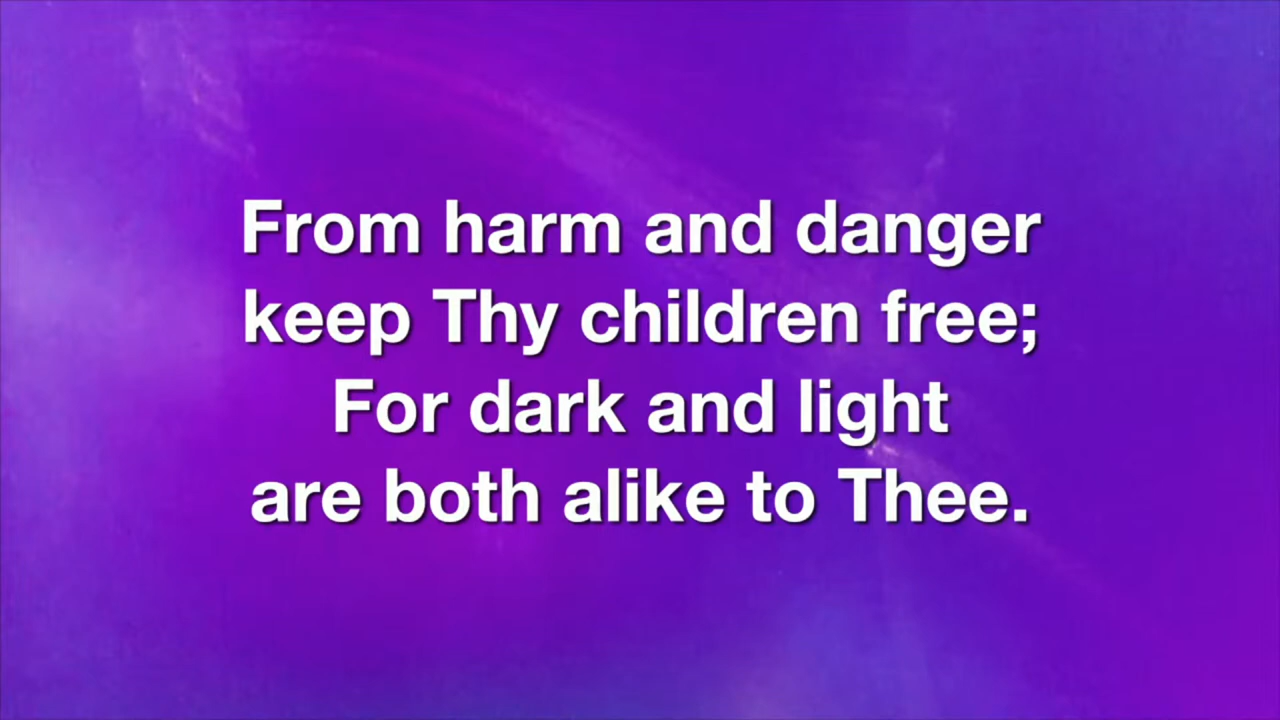 From harm and danger
keep Thy children free;
For dark and light
are both alike to Thee.